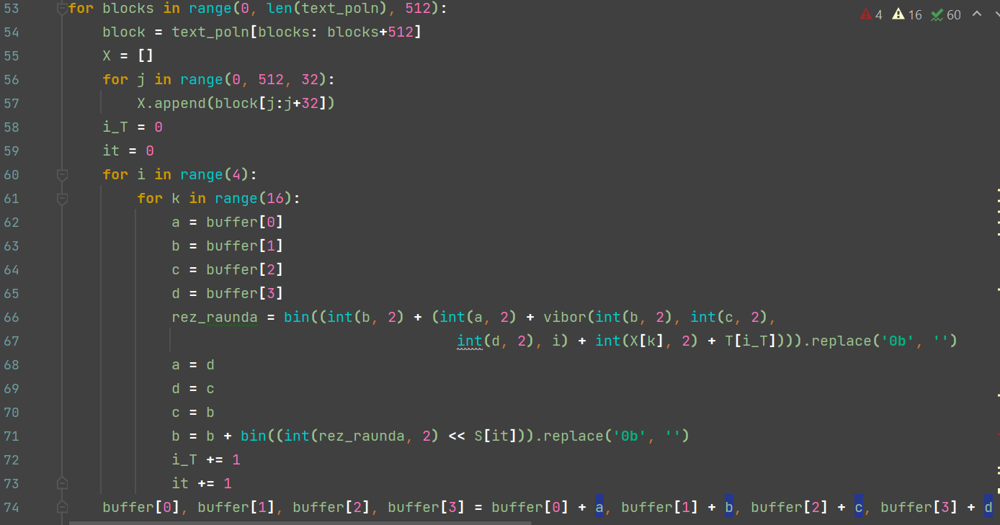 53 for blocks in range(0, len(text_poln), 512):
4 16 60
54     block = text_poln[blocks: blocks+512]
55     X = []
56     for j in range(0, 512, 32):
57         X.append(block[j:j+32])
58     i_T = 0
59     it = 0
60     for i in range(4):
61         for k in range(16):
62             a = buffer[0]
63             b = buffer[1]
64             c = buffer[2]
65             d = buffer[3]
66             rez_raunda = bin((int(b, 2) + (int(a, 2) + vibor(int(b, 2), int(c, 2),
67                                              int(d, 2), i) + int(X[k], 2) + T[i_T]))).replace('0b', '')
68             a = d
69             d = c
70             c = b
71             b = b + bin((int(rez_raunda, 2) << S[it])).replace('0b', '')
72             i_T += 1
73             it += 1
74     buffer[0], buffer[1], buffer[2], buffer[3] = buffer[0] + a, buffer[1] + b, buffer[2] + c, buffer[3] + d